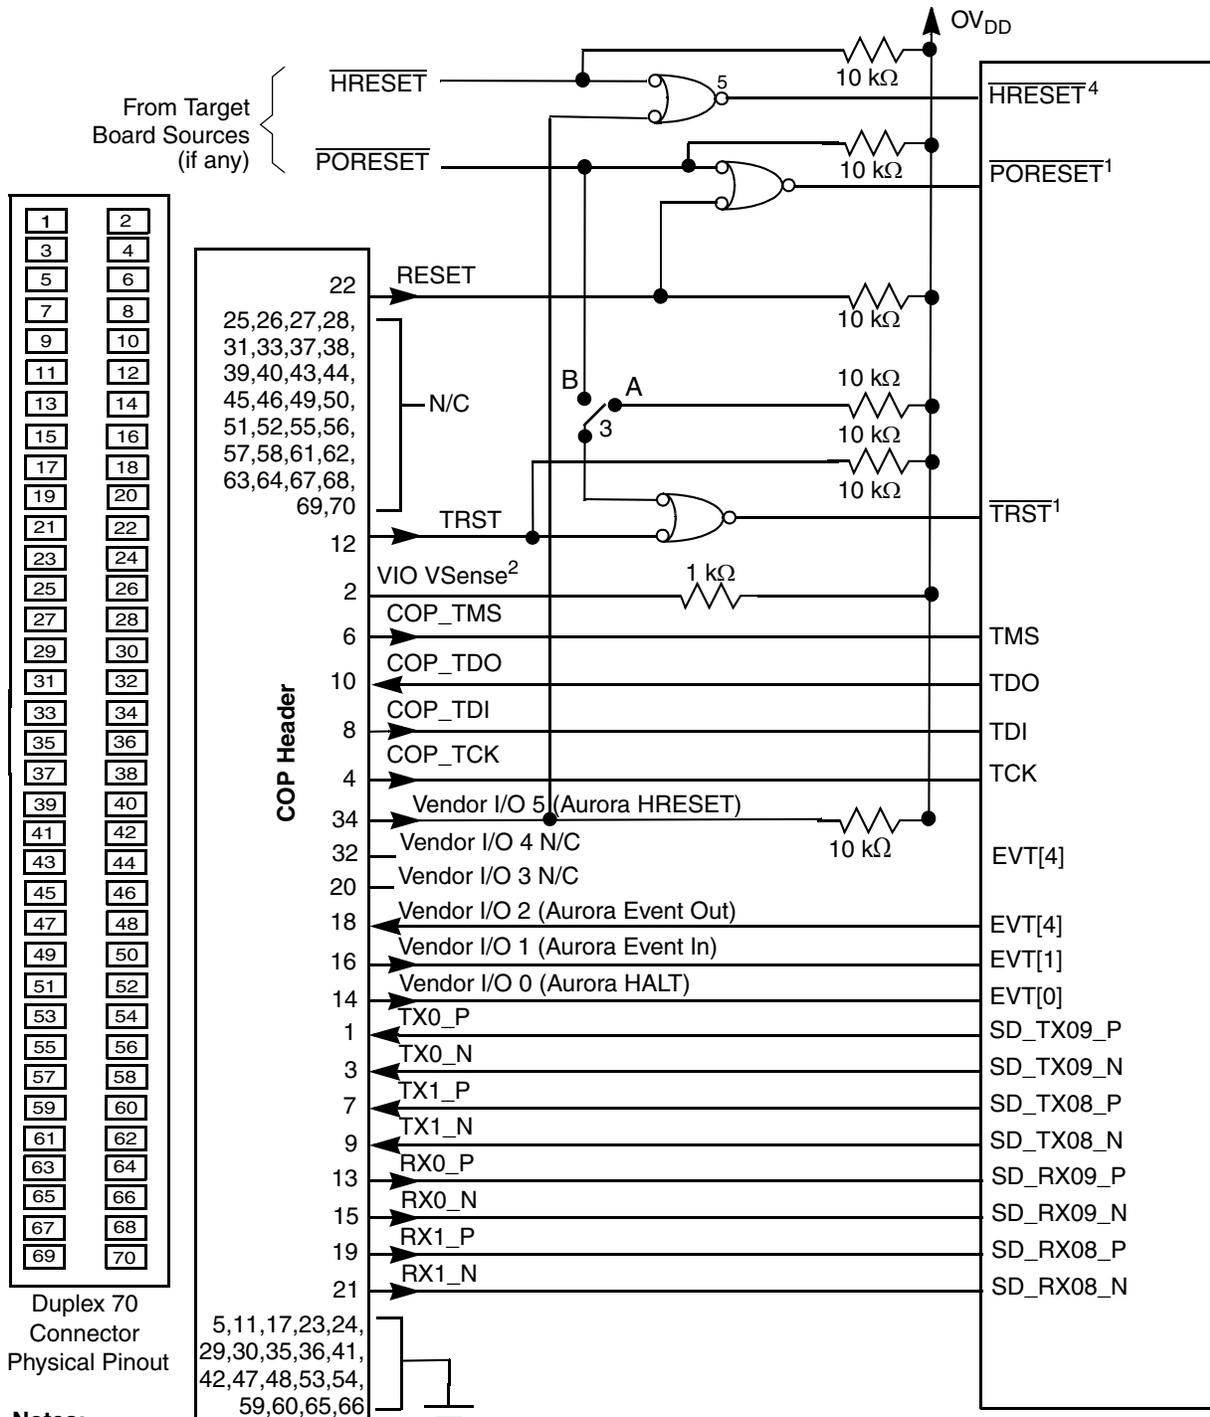 OVDD
10 kΩ
HRESET
5
HRESET4
From Target
Board Sources
(if any)
PORESET
10 kΩ
PORESET1
1 2
3 4
5 6
7 8
9 10
11 12
13 14
15 16
17 18
19 20
21 22
23 24
25 26
27 28
29 30
31 32
33 34
35 36
37 38
39 40
41 42
43 44
45 46
47 48
49 50
51 52
53 54
55 56
57 58
59 60
61 62
63 64
65 66
67 68
69 70
Duplex 70
Connector
Physical Pinout
COP Header
22 RESET
10 kΩ
25,26,27,28,
31,33,37,38,
39,40,43,44,
45,46,49,50,
51,52,55,56,
57,58,61,62,
63,64,67,68,
69,70
N/C
B A
3
10 kΩ
10 kΩ
10 kΩ
12 TRST
TRST1
2 VIO VSense2 1 kΩ
6 COP_TMS TMS
10 COP_TDO TDO
8 COP_TDI TDI
4 COP_TCK TCK
34 Vendor I/O 5 (Aurora HRESET)
10 kΩ
32 Vendor I/O 4 N/C EVT[4]
20 Vendor I/O 3 N/C
18 Vendor I/O 2 (Aurora Event Out) EVT[4]
16 Vendor I/O 1 (Aurora Event In) EVT[1]
14 Vendor I/O 0 (Aurora HALT) EVT[0]
1 TX0_P SD_TX09_P
3 TX0_N SD_TX09_N
7 TX1_P SD_TX08_P
9 TX1_N SD_TX08_N
13 RX0_P SD_RX09_P
15 RX0_N SD_RX09_N
19 RX1_P SD_RX08_P
21 RX1_N SD_RX08_N
5,11,17,23,24,
29,30,35,36,41,
42,47,48,53,54,
59,60,65,66
Notes: